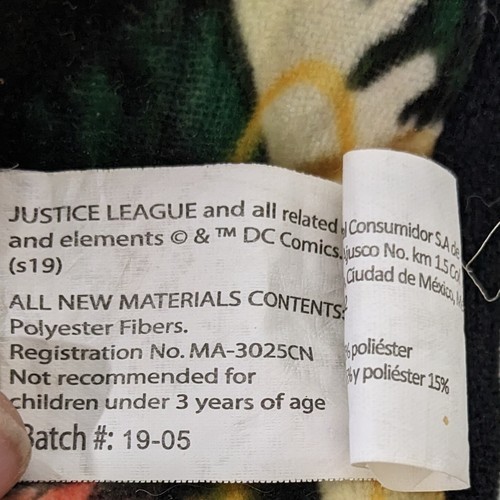 JUSTICE LEAGUE and all related
and elements © & ™ DC Comics.
(s19)
ALL NEW MATERIALS CONTENTS:
Polyester Fibers.
Registration No. MA-3025CN
Not recommended for
children under 3 years of age
Batch #: 19-05
Consumidor S.A de
jusco No. km 1.5 Col
Ciudad de México,
% poliéster
% y poliéster 15%